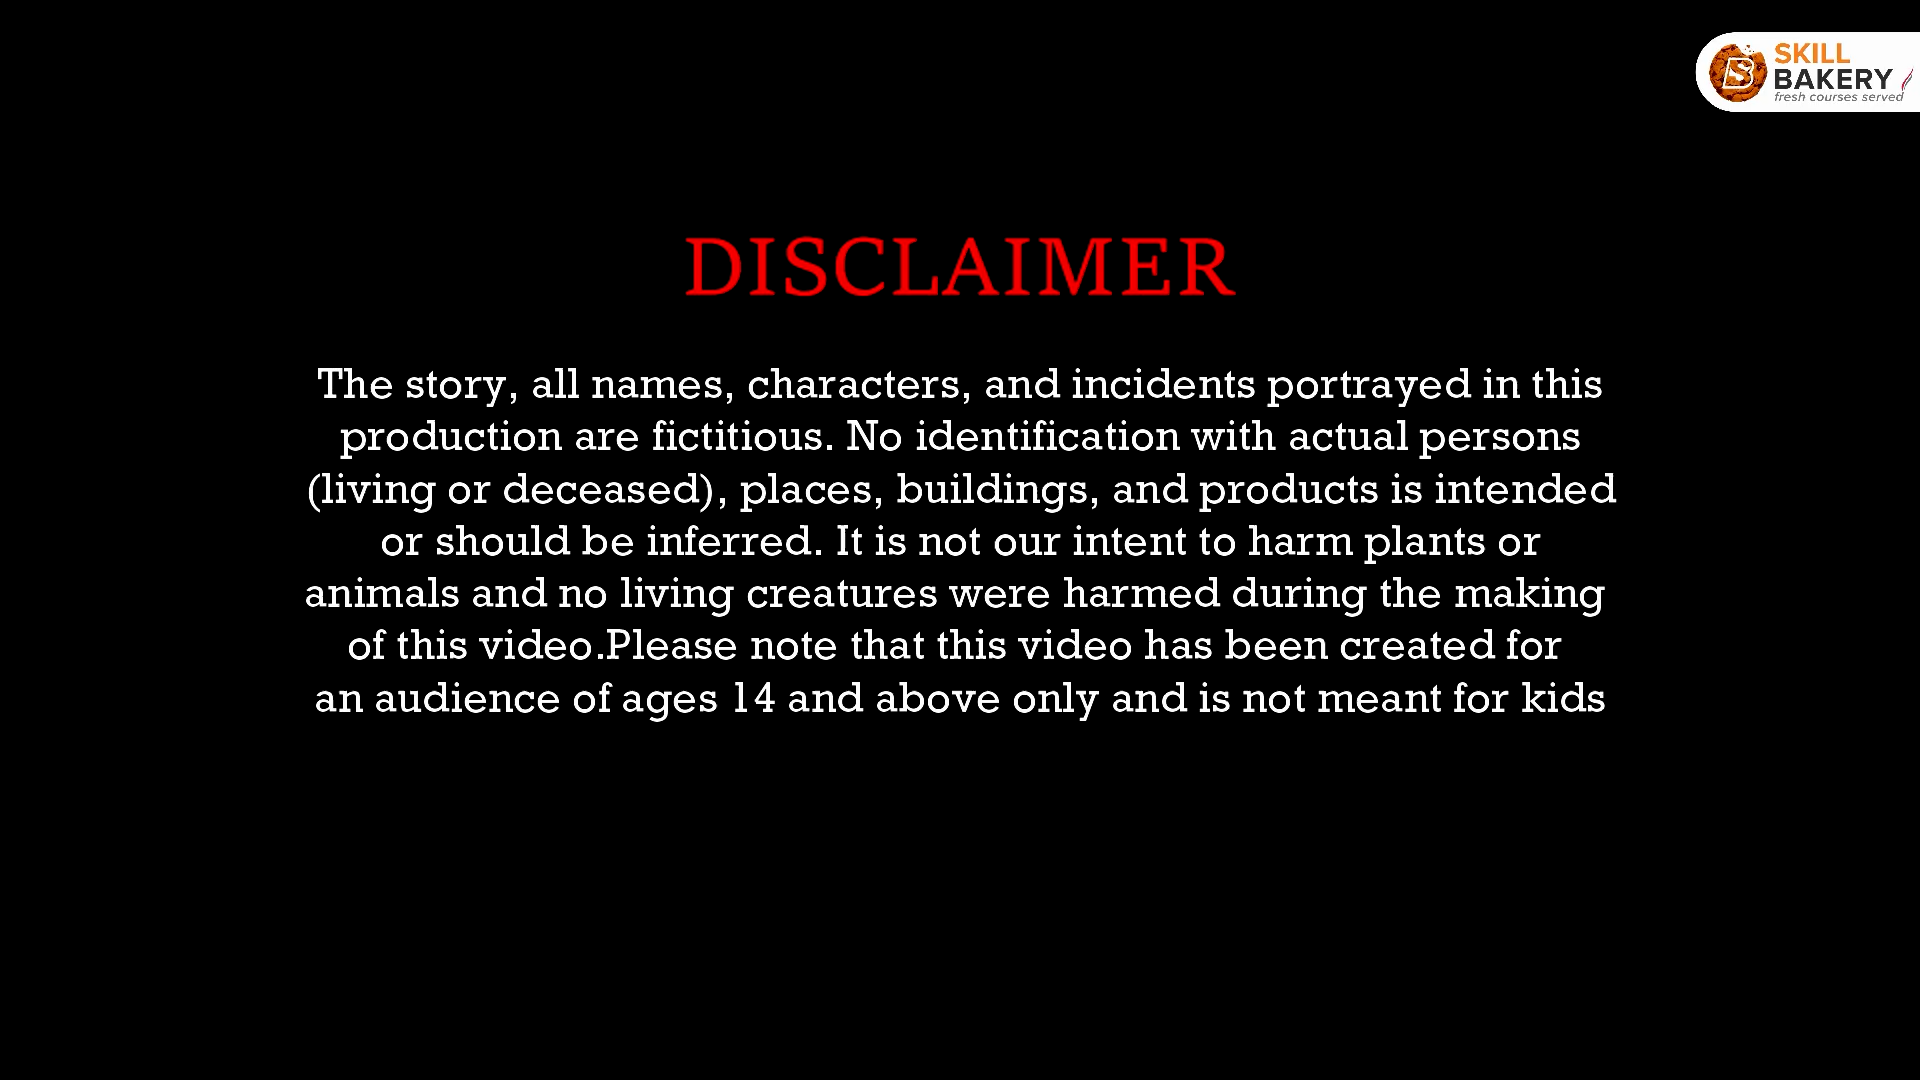 SKILL
BAKERY
fresh courses served
DISCLAIMER
The story, all names, characters, and incidents portrayed in this
production are fictitious. No identification with actual persons
(living or deceased), places, buildings, and products is intended
or should be inferred. It is not our intent to harm plants or
animals and no living creatures were harmed during the making
of this video.Please note that this video has been created for
an audience of ages 14 and above only and is not meant for kids